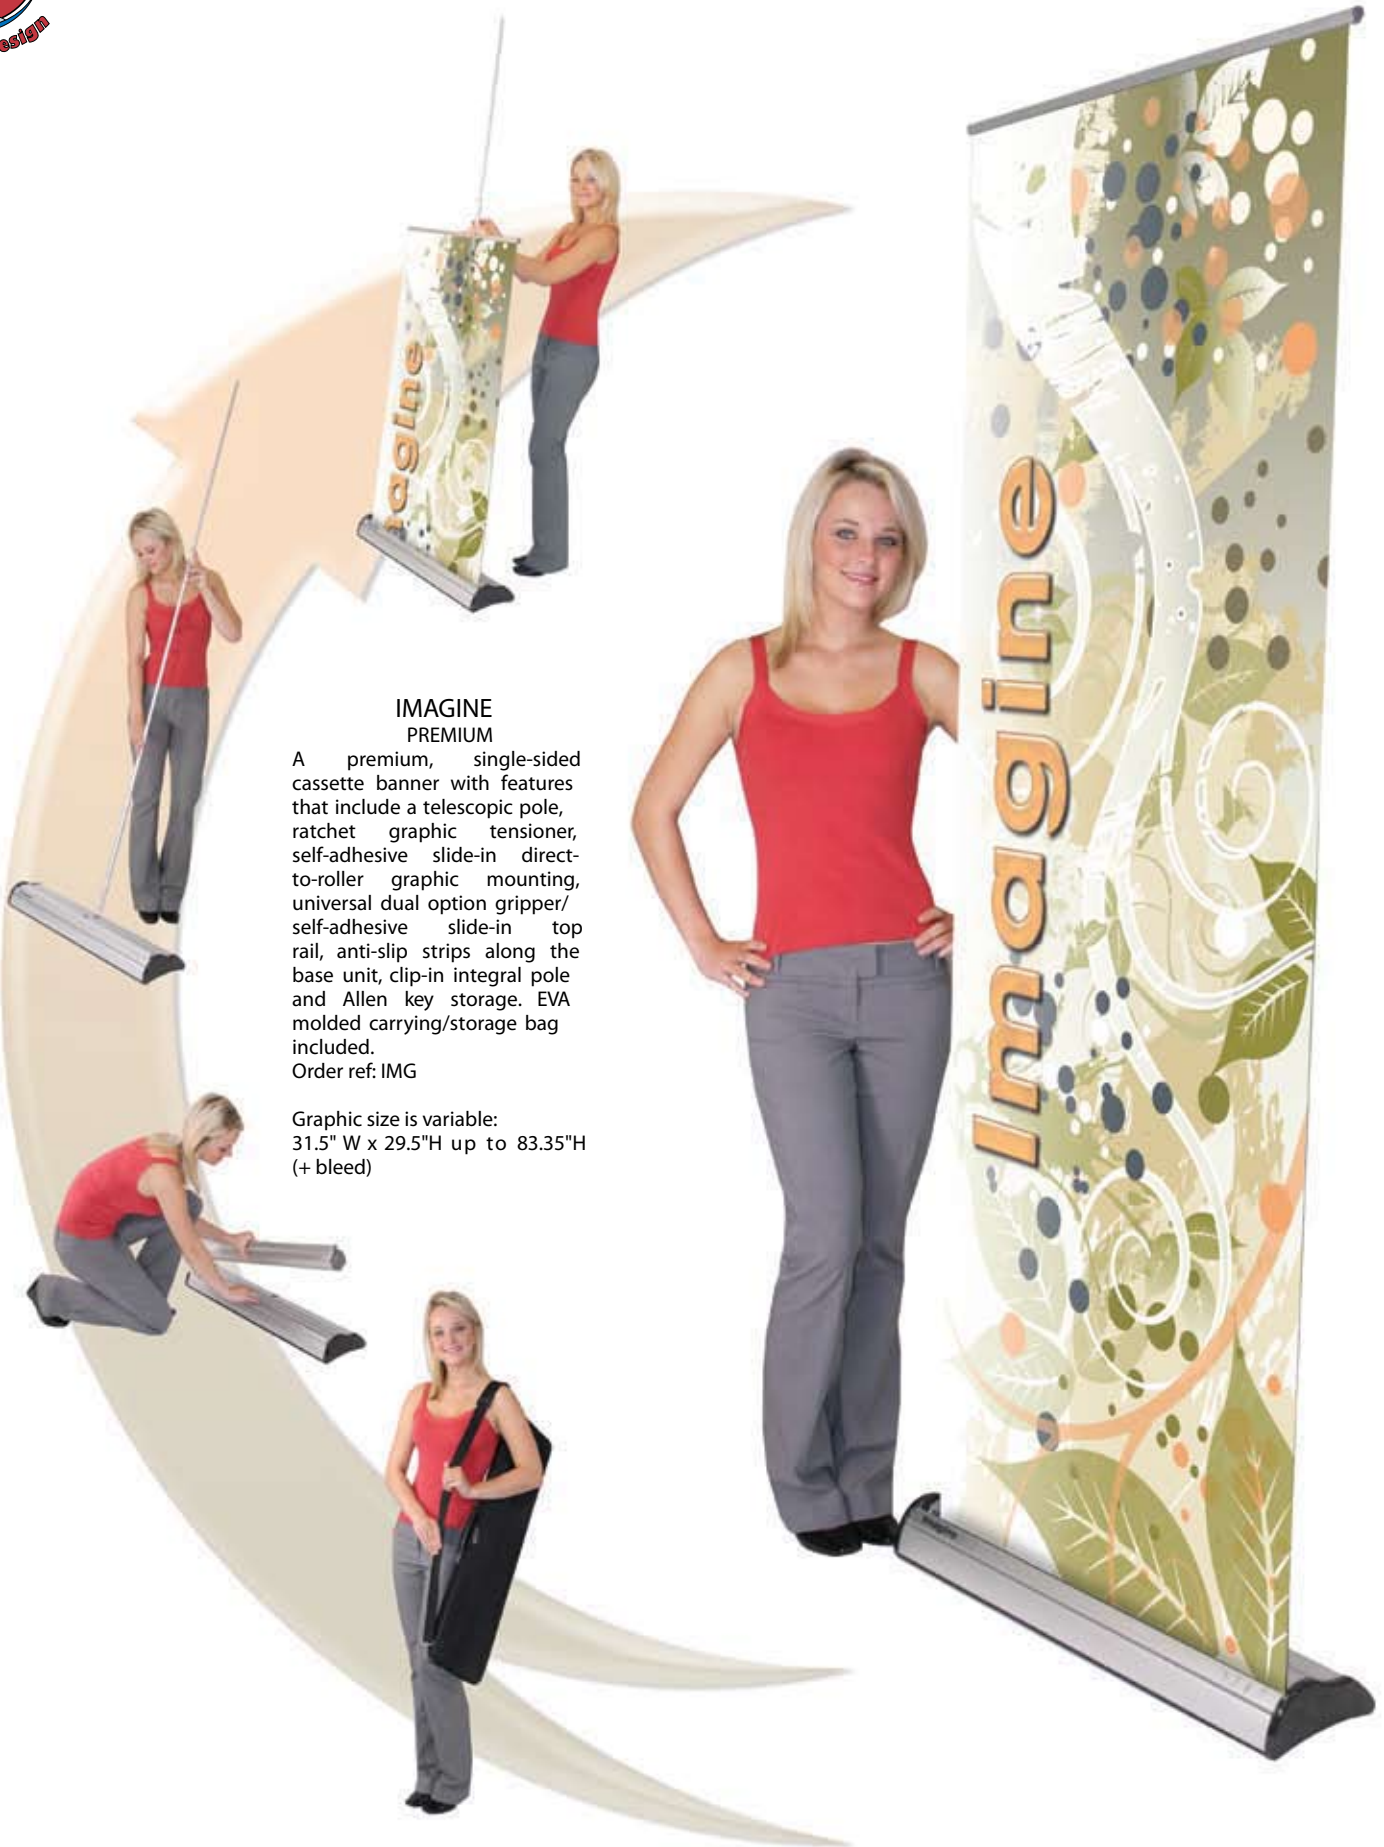 esign
IMAGINE
PREMIUM
A premium, single-sided
cassette banner with features
that include a telescopic pole,
ratchet graphic tensioner,
self-adhesive slide-in direct-
to-roller graphic mounting,
universal dual option gripper/
self-adhesive slide-in top
rail, anti-slip strips along the
base unit, clip-in integral pole
and Allen key storage. EVA
molded carrying/storage bag
included.
Order ref: IMG
Graphic size is variable:
31.5" W x 29.5"H up to 83.35"H
(+ bleed)
agine
Imagine
imagine